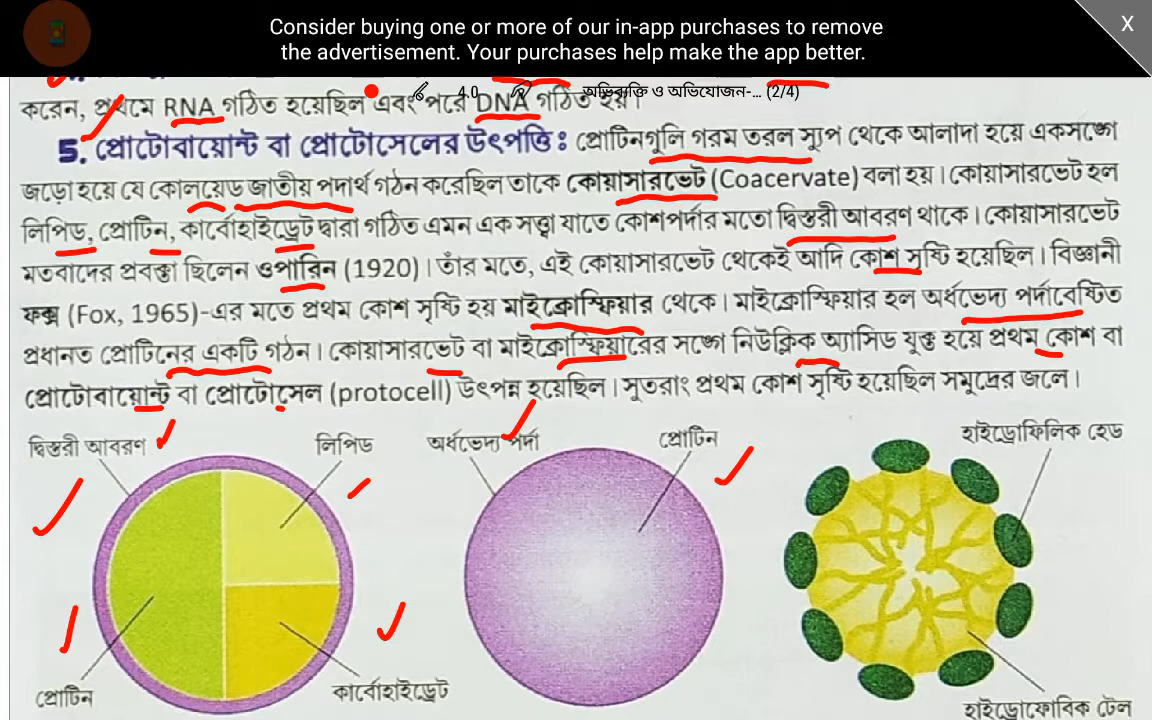 Consider buying one or more of our in-app purchases to remove
the advertisement. Your purchases help make the app better.
X
4.0
অভিব্যক্তি ও অভিযোজন-... (2/4)
করেন, প্রথমে RNA গঠিত হয়েছিল এবং পরে DNA গঠিত হয়।
5. প্রোটোবায়োন্ট বা প্রোটোসেলের উৎপত্তি : প্রোটিনগুলি গরম তরল স্যুপ থেকে আলাদা হয়ে একসঙ্গে
জড়ো হয়ে যে কোলয়েড জাতীয় পদার্থ গঠন করেছিল তাকে কোয়াসারভেট (Coacervate) বলা হয়। কোয়াসারভেট হল
লিপিড, প্রোটিন, কার্বোহাইড্রেট দ্বারা গঠিত এমন এক সত্ত্বা যাতে কোশপর্দার মতো দ্বিস্তরী আবরণ থাকে। কোয়াসারভেট
মতবাদের প্রবক্তা ছিলেন ওপারিন (1920)। তাঁর মতে, এই কোয়াসারভেট থেকেই আদি কোশ সৃষ্টি হয়েছিল। বিজ্ঞানী
ফক্স (Fox, 1965)-এর মতে প্রথম কোশ সৃষ্টি হয় মাইক্রোস্ফিয়ার থেকে। মাইক্রোস্ফিয়ার হল অর্ধভেদ্য পর্দাবেষ্টিত
প্রধানত প্রোটিনের একটি গঠন। কোয়াসারভেট বা মাইক্রোস্ফিয়ারের সঙ্গে নিউক্লিক অ্যাসিড যুক্ত হয়ে প্রথম কোশ বা
প্রোটোবায়োন্ট বা প্রোটোসেল (protocell) উৎপন্ন হয়েছিল। সুতরাং প্রথম কোশ সৃষ্টি হয়েছিল সমুদ্রের জলে।
দ্বিস্তরী আবরণ
লিপিড
অর্ধভেদ্য পর্দা
প্রোটিন
হাইড্রোফিলিক হেড
প্রোটিন
কার্বোহাইড্রেট
হাইড্রোফোবিক টেল